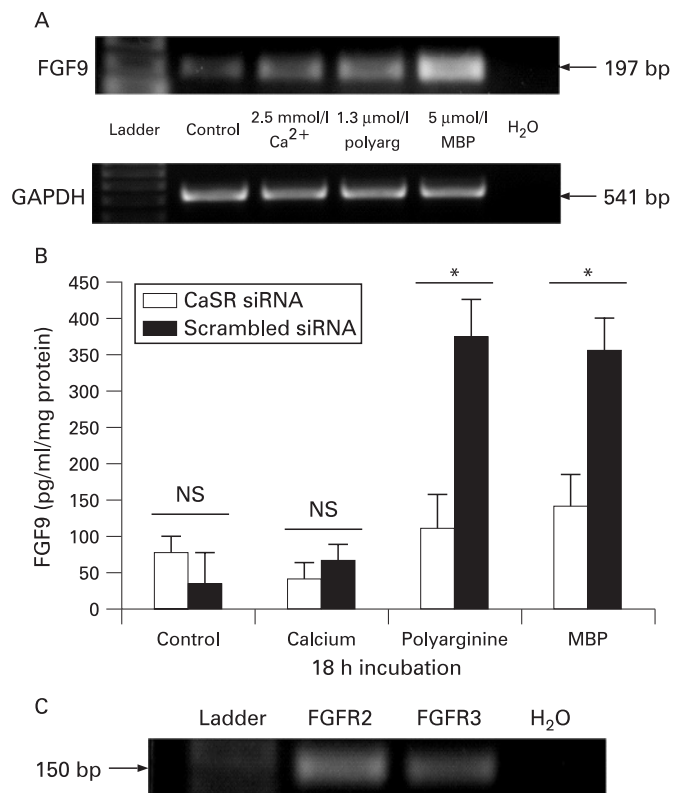 A
FGF9
197 bp
Ladder
Control
2.5 mmol/l
Ca2+
1.3 μmol/l
polyarg
5 μmol/l
MBP
H2O
GAPDH
541 bp
B
450
400
350
300
250
200
150
100
50
0
FGF9 (pg/ml/mg protein)
CaSR siRNA
Scrambled siRNA
NS
NS
*
*
Control
Calcium
Polyarginine
MBP
18 h incubation
C
Ladder
FGFR2
FGFR3
H2O
150 bp